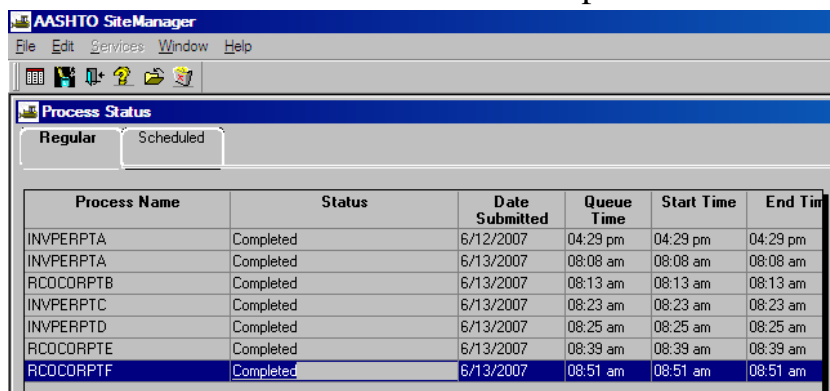 AASHTO SiteManager
File Edit Services Window Help
Process Status
Regular Scheduled
Process Name Status Date Submitted Queue Time Start Time End Tim
INVPERPTA Completed 6/12/2007 04:29 pm 04:29 pm 04:29 pm
INVPERPTA Completed 6/13/2007 08:08 am 08:08 am 08:08 am
RCOCORPTB Completed 6/13/2007 08:13 am 08:13 am 08:13 am
INVPERPTC Completed 6/13/2007 08:23 am 08:23 am 08:23 am
INVPERPTD Completed 6/13/2007 08:25 am 08:25 am 08:25 am
RCOCORPTE Completed 6/13/2007 08:39 am 08:39 am 08:39 am
RCOCORPTF Completed 6/13/2007 08:51 am 08:51 am 08:51 am